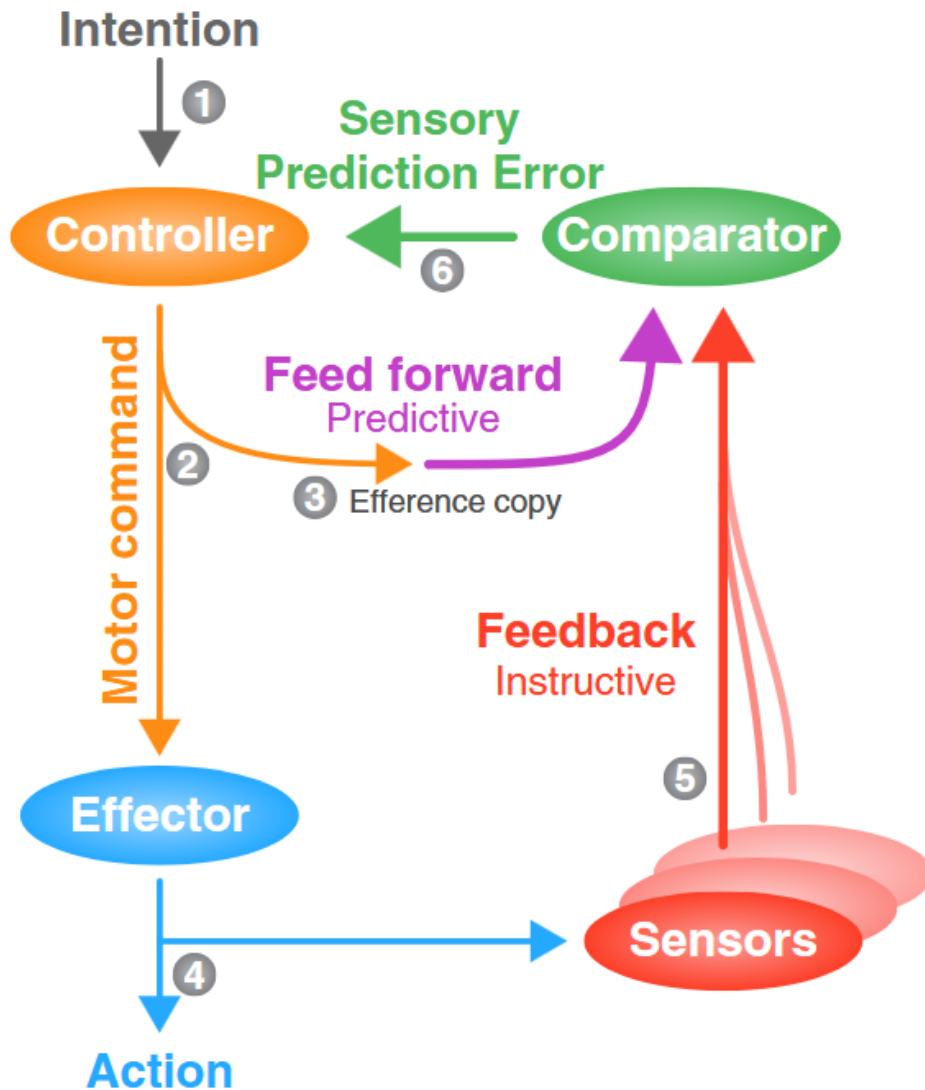 Intention
1
Sensory
Prediction Error
Controller
Comparator
6
Motor command
Feed forward
Predictive
2
3 Efference copy
Feedback
Instructive
5
Effector
Sensors
4
Action